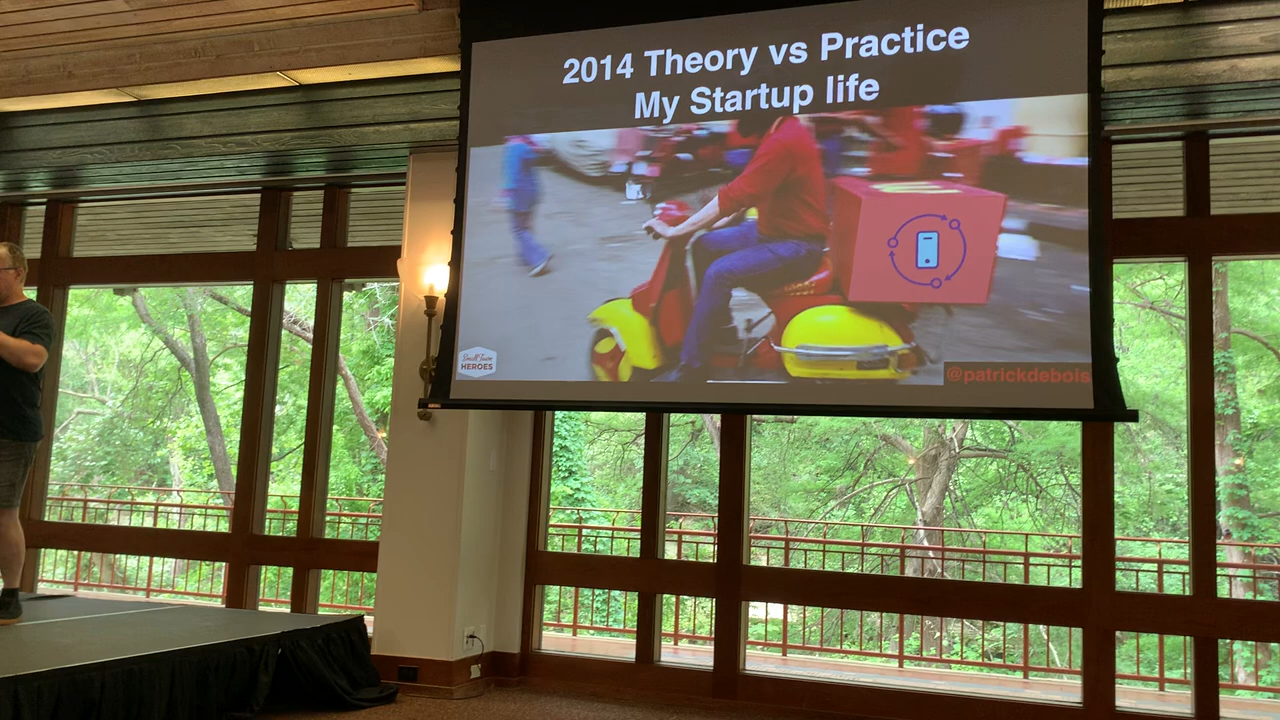 2014 Theory vs Practice
My Startup life
Small Town
HEROES
@patrickdebois